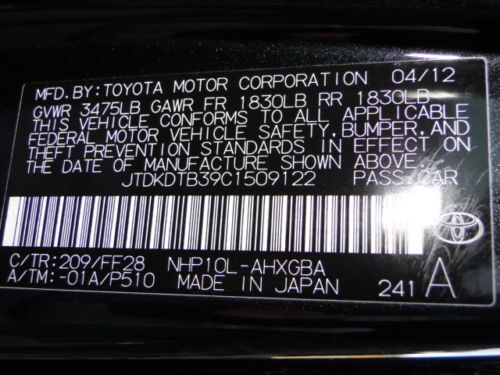 MFD. BY: TOYOTA MOTOR CORPORATION 04/12
GVWR 3475LB GAWR FR 1830LB RR 1830LB
THIS VEHICLE CONFORMS TO ALL APPLICABLE
FEDERAL MOTOR VEHICLE SAFETY, BUMPER, AND
THEFT PREVENTION STANDARDS IN EFFECT ON
THE DATE OF MANUFACTURE SHOWN ABOVE.
JTDKDTB39C1509122 PASS. CAR
C/TR: 209/FF28 NHP10L-AHXGBA
A/TM: -01A/P510 MADE IN JAPAN 241 A